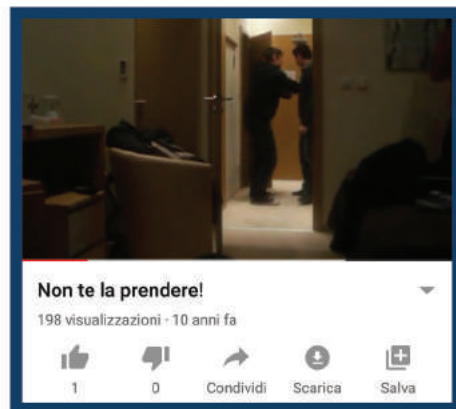 Non te la prendere!
198 visualizzazioni · 10 anni fa
1 0 Condividi Scarica Salva